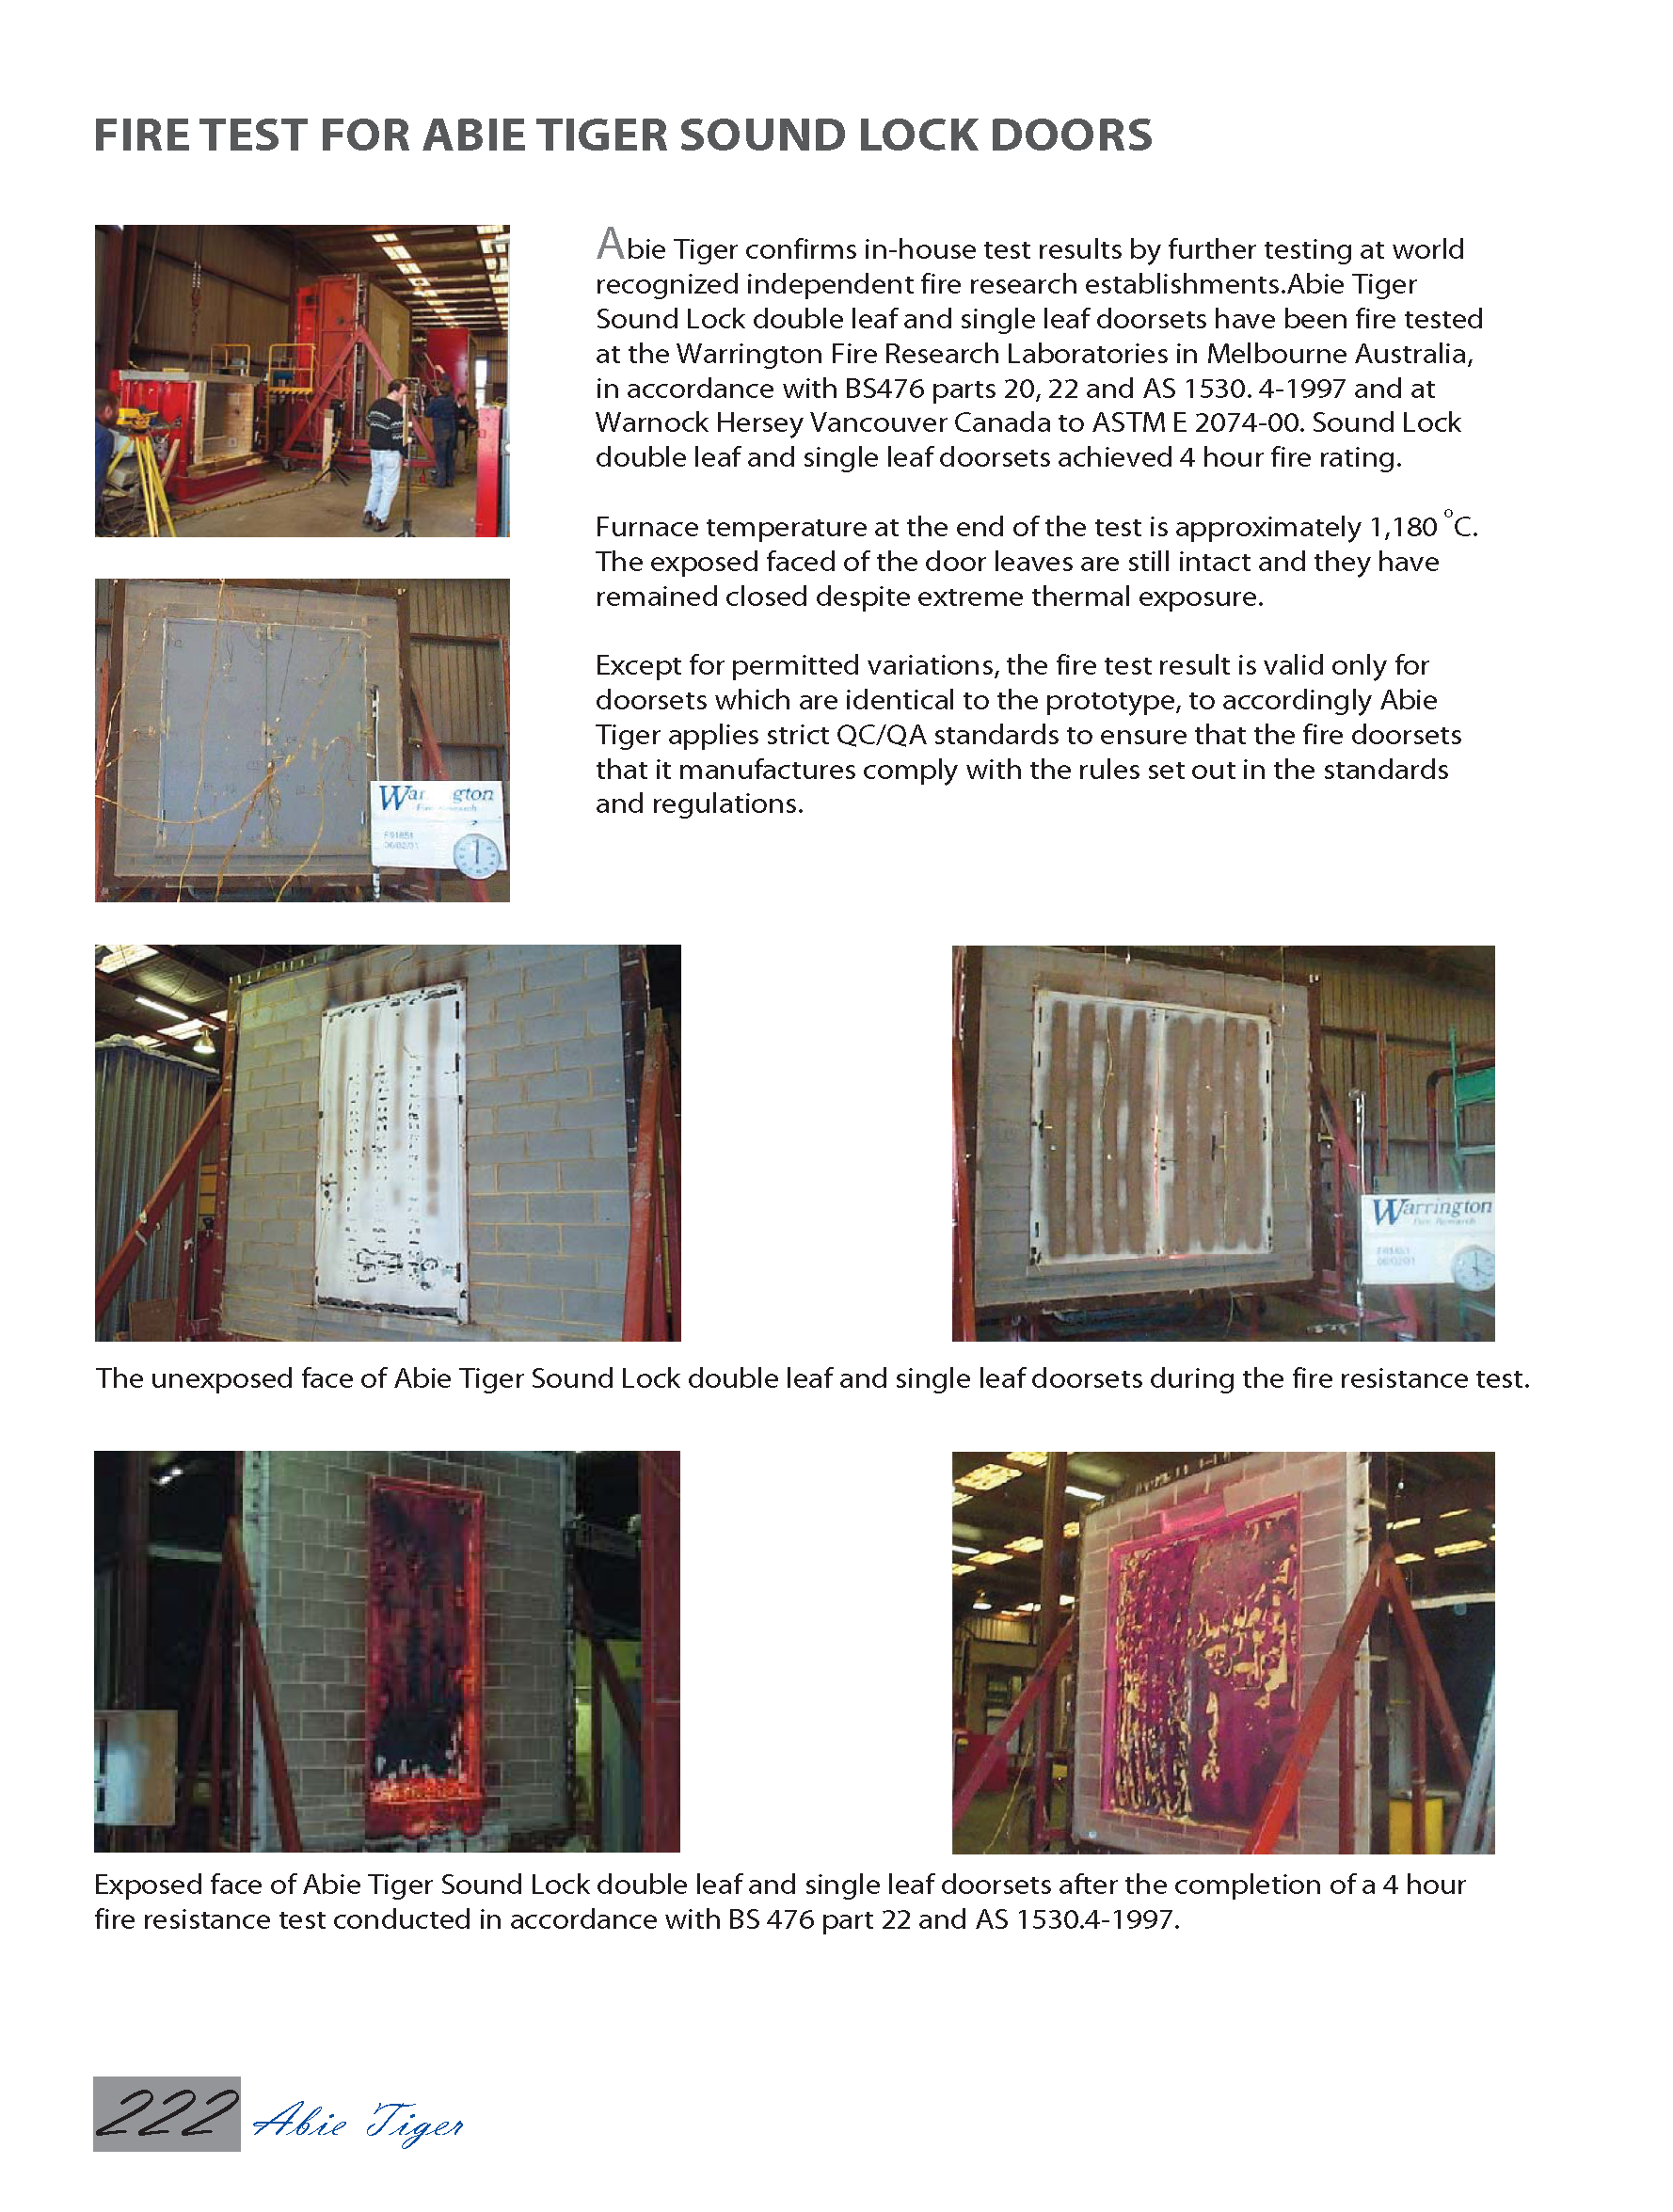 FIRE TEST FOR ABIE TIGER SOUND LOCK DOORS
Abie Tiger confirms in-house test results by further testing at world
recognized independent fire research establishments.Abie Tiger
Sound Lock double leaf and single leaf doorsets have been fire tested
at the Warrington Fire Research Laboratories in Melbourne Australia,
in accordance with BS476 parts 20, 22 and AS 1530. 4-1997 and at
Warnock Hersey Vancouver Canada to ASTM E 2074-00. Sound Lock
double leaf and single leaf doorsets achieved 4 hour fire rating.
Furnace temperature at the end of the test is approximately 1,180 °C.
The exposed faced of the door leaves are still intact and they have
remained closed despite extreme thermal exposure.
Except for permitted variations, the fire test result is valid only for
doorsets which are identical to the prototype, to accordingly Abie
Tiger applies strict QC/QA standards to ensure that the fire doorsets
that it manufactures comply with the rules set out in the standards
and regulations.
War gton
Fire Research
06/02/01
Warrington
Fire Research
06/02/01
The unexposed face of Abie Tiger Sound Lock double leaf and single leaf doorsets during the fire resistance test.
Exposed face of Abie Tiger Sound Lock double leaf and single leaf doorsets after the completion of a 4 hour
fire resistance test conducted in accordance with BS 476 part 22 and AS 1530.4-1997.
222 Abie Tiger